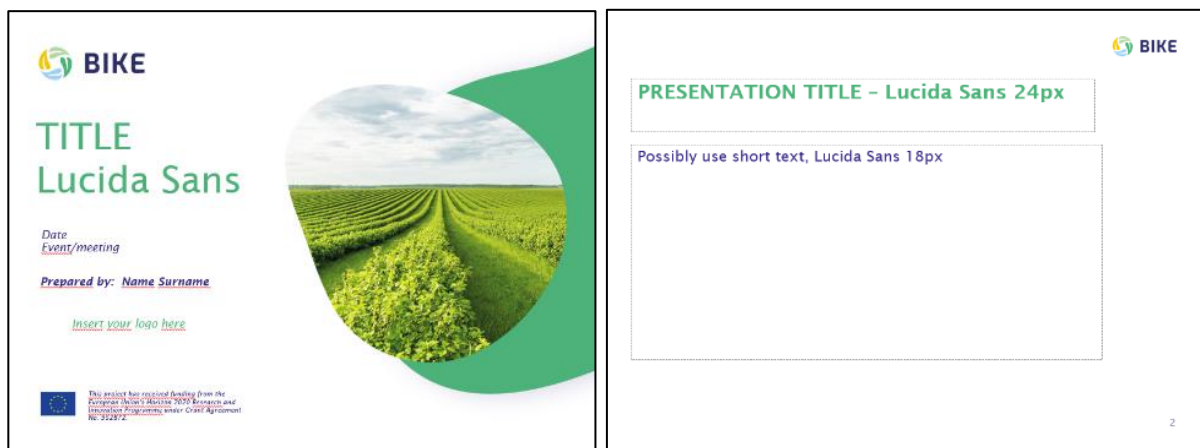 BIKE
TITLE
Lucida Sans
Date
Event/meeting
Prepared by: Name Surname
Insert your logo here
This project has received funding from the
European Union's Horizon 2020 Research and
Innovation Programme under Grant Agreement
No. 952872.
BIKE
PRESENTATION TITLE – Lucida Sans 24px
Possibly use short text, Lucida Sans 18px
2